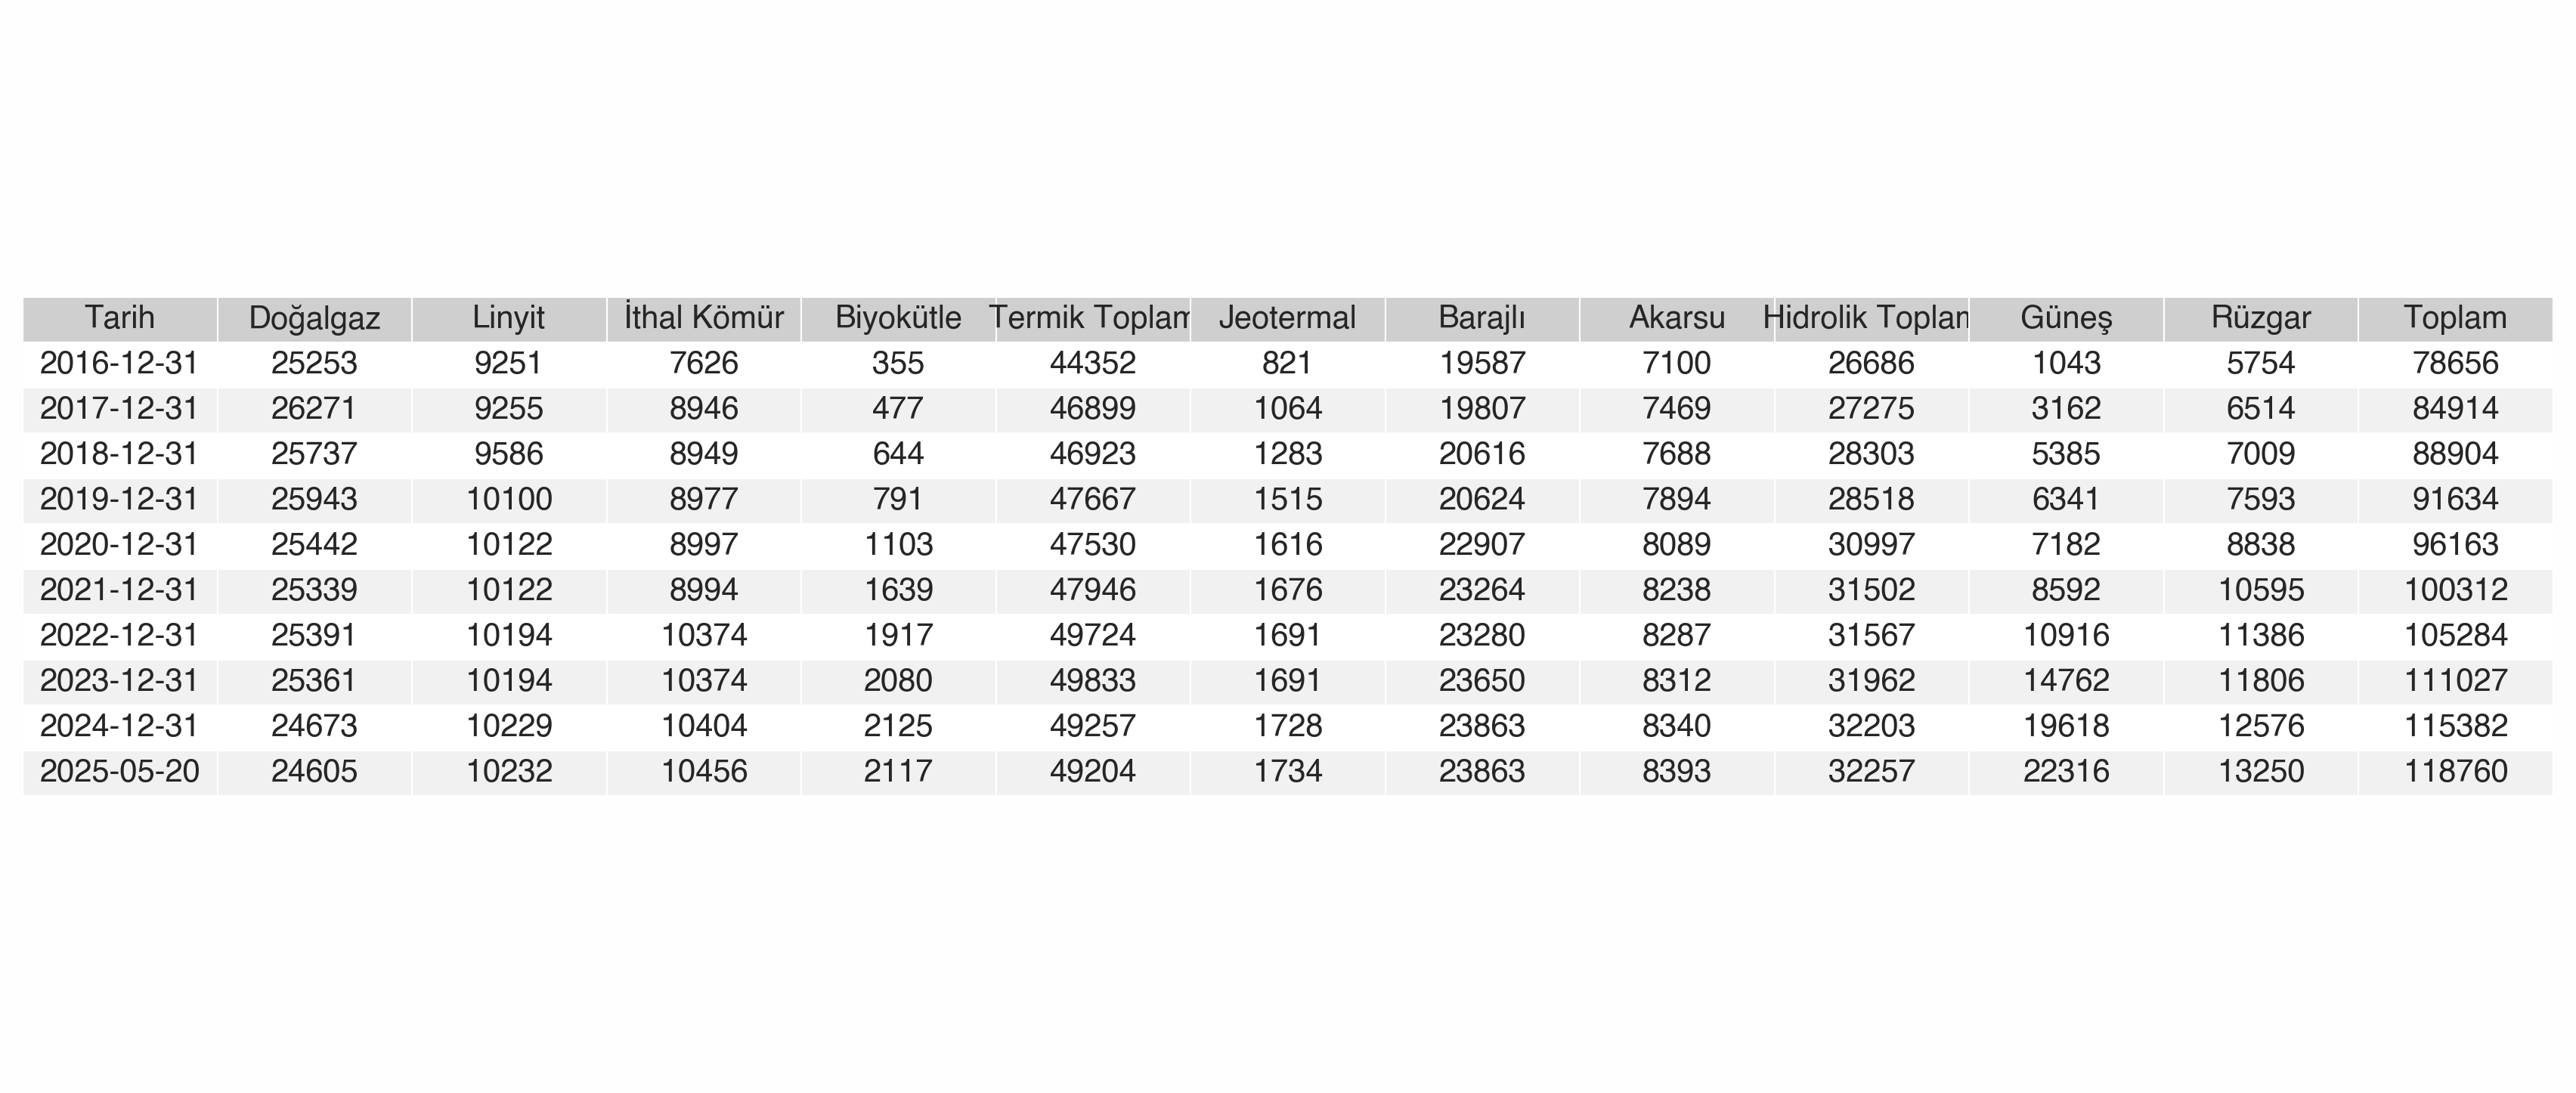 Tarih Doğalgaz Linyit İthal Kömür Biyokütle Termik Toplam Jeotermal Barajlı Akarsu Hidrolik Toplam Güneş Rüzgar Toplam
2016-12-31 25253 9251 7626 355 44352 821 19587 7100 26686 1043 5754 78656
2017-12-31 26271 9255 8946 477 46899 1064 19807 7469 27275 3162 6514 84914
2018-12-31 25737 9586 8949 644 46923 1283 20616 7688 28303 5385 7009 88904
2019-12-31 25943 10100 8977 791 47667 1515 20624 7894 28518 6341 7593 91634
2020-12-31 25442 10122 8997 1103 47530 1616 22907 8089 30997 7182 8838 96163
2021-12-31 25339 10122 8994 1639 47946 1676 23264 8238 31502 8592 10595 100312
2022-12-31 25391 10194 10374 1917 49724 1691 23280 8287 31567 10916 11386 105284
2023-12-31 25361 10194 10374 2080 49833 1691 23650 8312 31962 14762 11806 111027
2024-12-31 24673 10229 10404 2125 49257 1728 23863 8340 32203 19618 12576 115382
2025-05-20 24605 10232 10456 2117 49204 1734 23863 8393 32257 22316 13250 118760